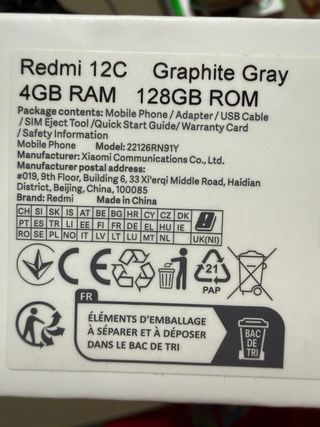 Redmi 12C Graphite Gray
4GB RAM 128GB ROM
Package contents: Mobile Phone / Adapter / USB Cable
/ SIM Eject Tool /Quick Start Guide/ Warranty Card
/ Safety Information
Mobile Phone 22126RN91Y
Manufacturer: Xiaomi Communications Co., Ltd.
Manufacturer postal address:
#019, 9th Floor, Building 6, 33 Xi'erqi Middle Road, Haidian
District, Beijing, China, 100085
Brand: Redmi Made in China
CH SI SK IS AT BE BG HR CY CZ DK
PT ES TR SE EE FI FR DE EL HU IE
RO SE PL NO IT LV LT LU MT NL UK(NI)
CE
21
PAP
FR
ÉLÉMENTS D'EMBALLAGE
À SÉPARER ET À DÉPOSER
DANS LE BAC DE TRI
BAC
DE
TRI